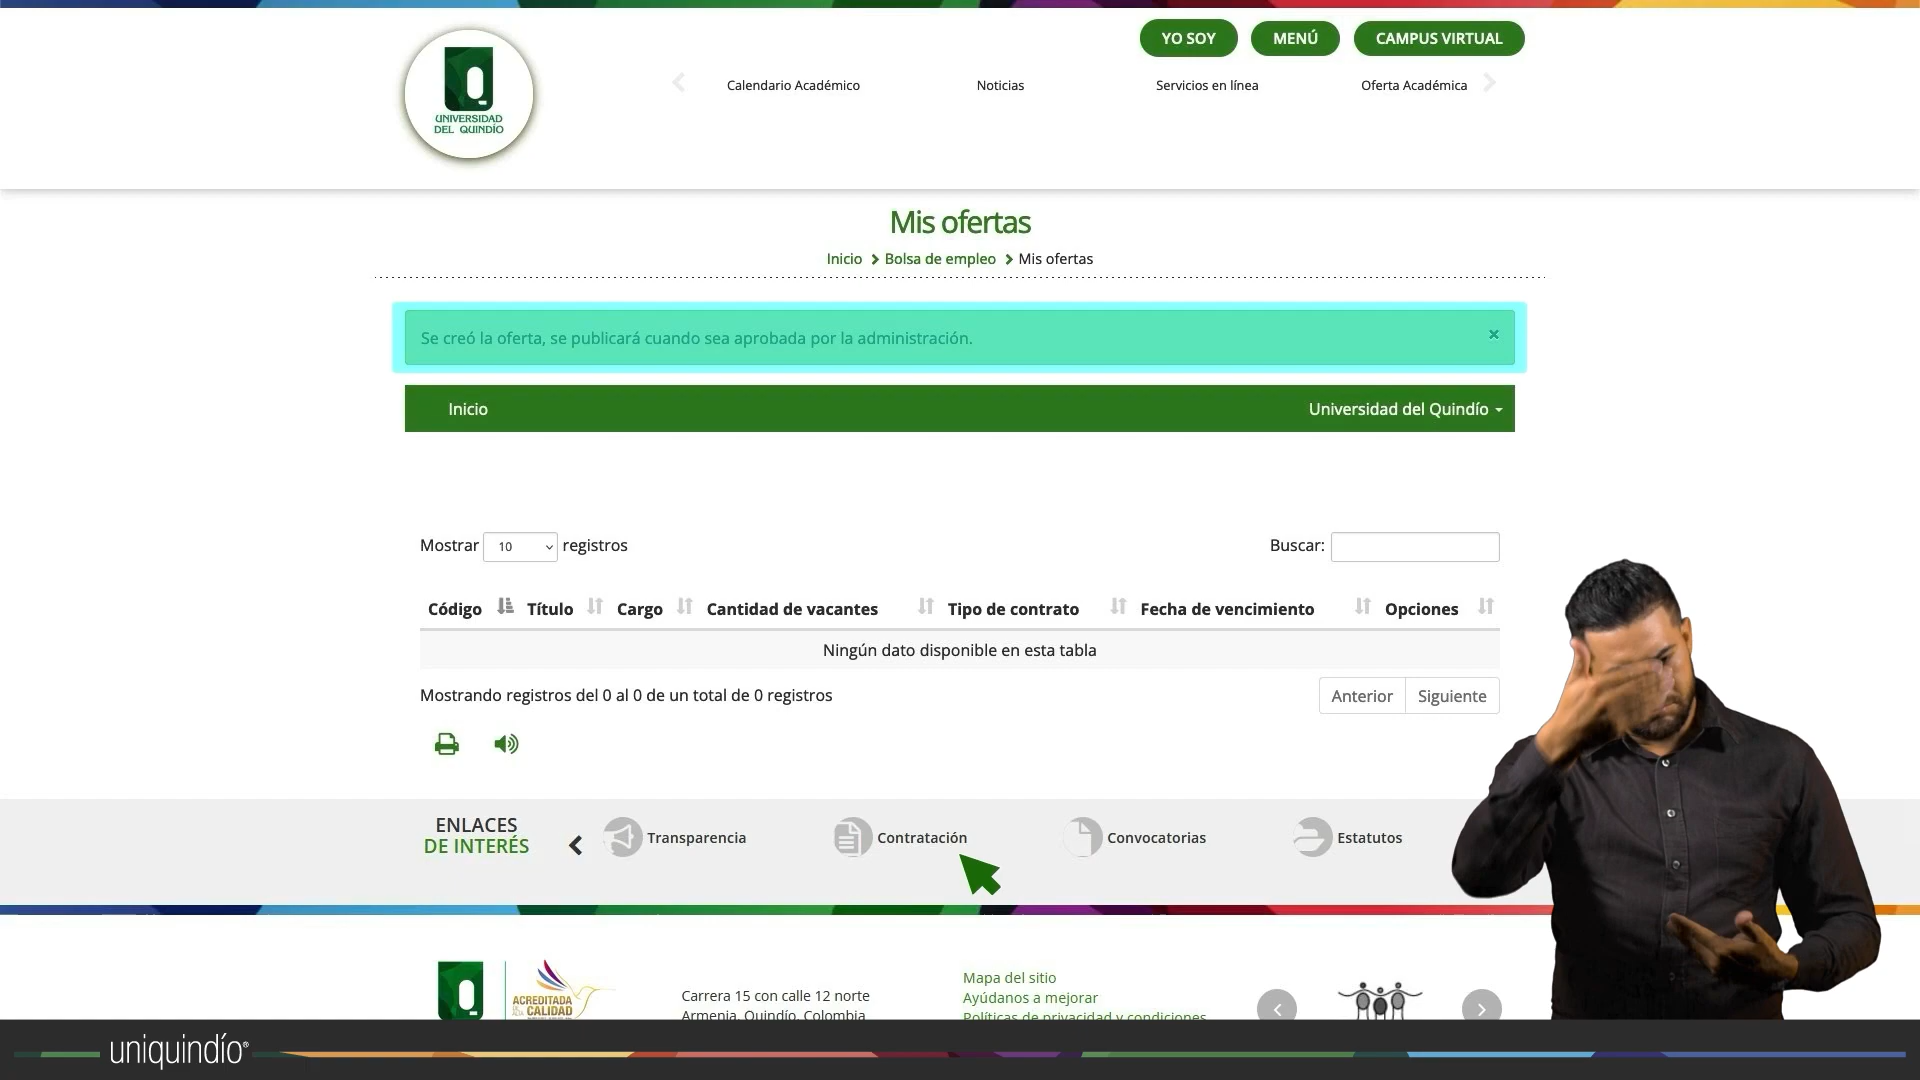 YO SOY
MENÚ
CAMPUS VIRTUAL
UNIVERSIDAD
DEL QUINDÍO
Calendario Académico
Noticias
Servicios en línea
Oferta Académica
Mis ofertas
Inicio Bolsa de empleo Mis ofertas
Se creó la oferta, se publicará cuando sea aprobada por la administración.
×
Inicio
Universidad del Quindío
Mostrar 10 registros
Buscar:
Código Título Cargo Cantidad de vacantes Tipo de contrato Fecha de vencimiento Opciones
Ningún dato disponible en esta tabla
Mostrando registros del 0 al 0 de un total de 0 registros
Anterior Siguiente
ENLACES
DE INTERÉS
Transparencia
Contratación
Convocatorias
Estatutos
ACREDITADA
CALIDAD
Carrera 15 con calle 12 norte
Armenia, Quindío, Colombia
Mapa del sitio
Ayúdanos a mejorar
Políticas de privacidad y condiciones
uniquindío®